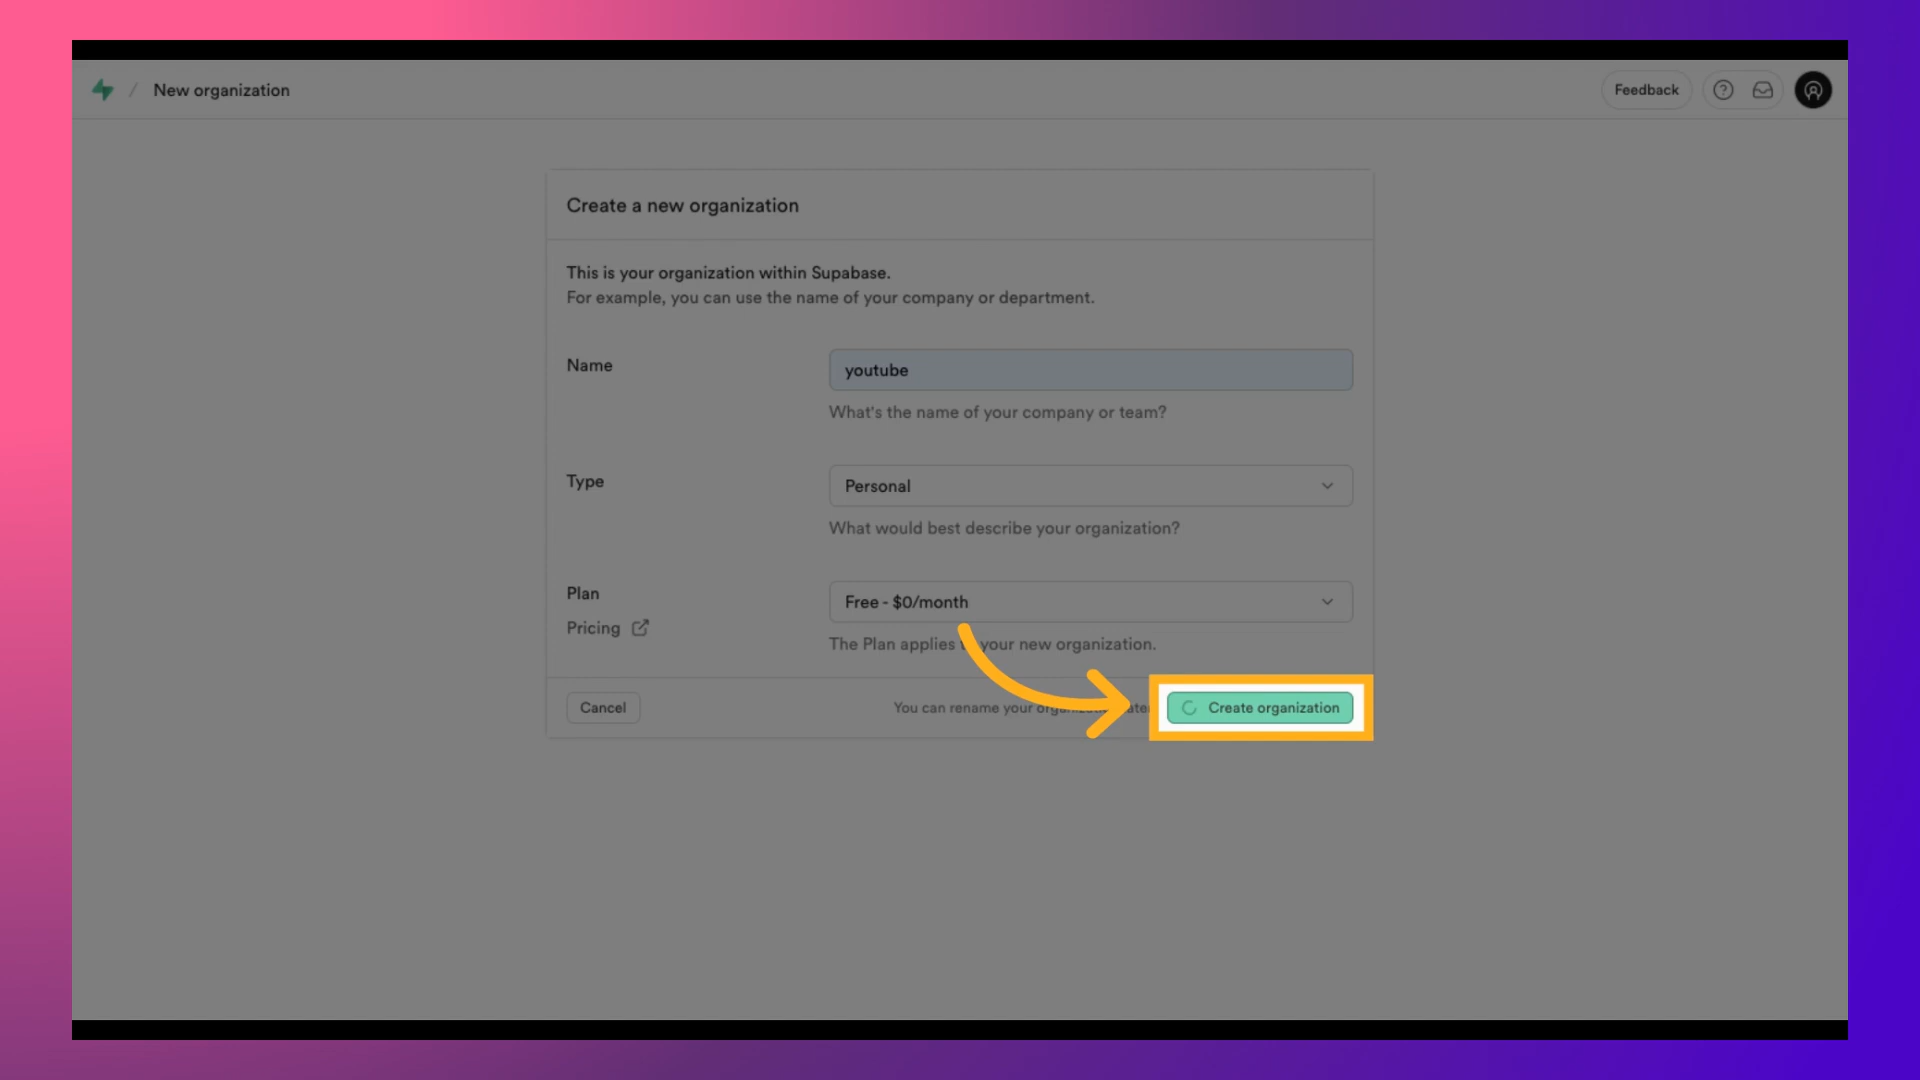 / New organization
Feedback
Create a new organization
This is your organization within Supabase.
For example, you can use the name of your company or department.
Name
youtube
What's the name of your company or team?
Type
Personal
What would best describe your organization?
Plan
Free - $0/month
Pricing
The Plan applies your new organization.
Cancel
You can rename your
Create organization